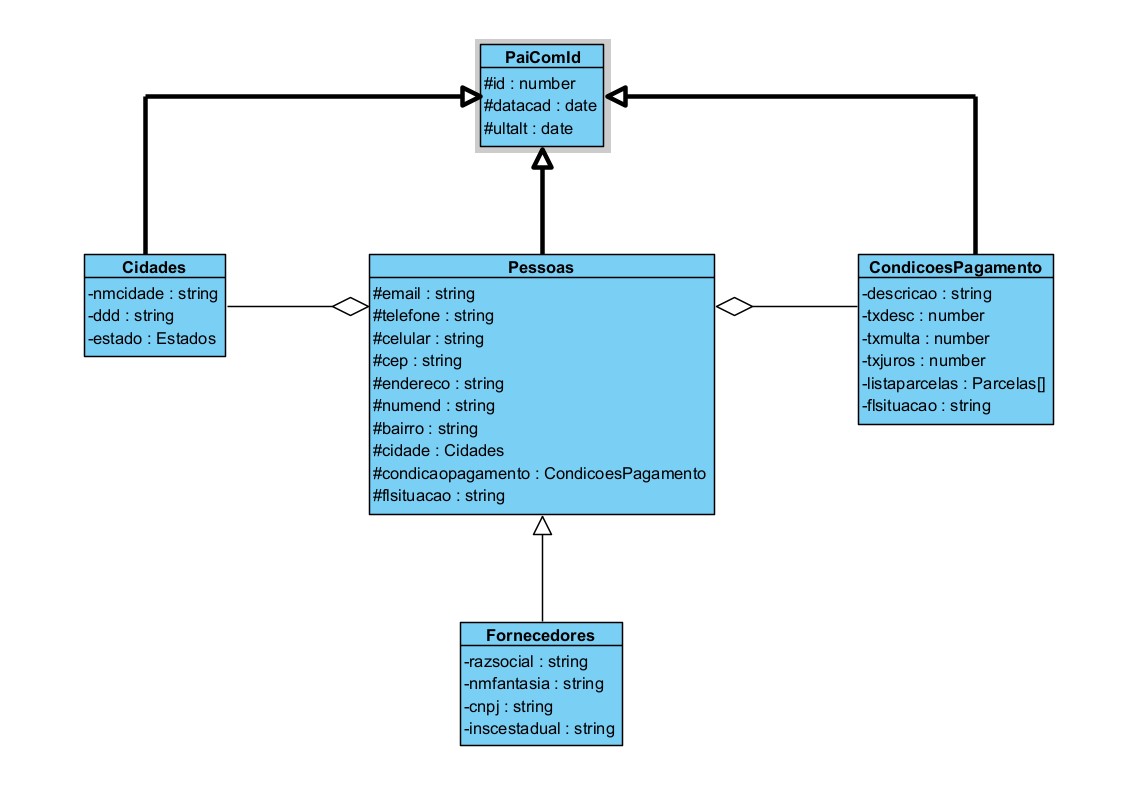 PaiComId
#id : number
#datacad : date
#ultalt : date
Cidades
-nmcidade : string
-ddd : string
-estado : Estados
Pessoas
#email : string
#telefone : string
#celular : string
#cep : string
#endereco : string
#numend : string
#bairro : string
#cidade : Cidades
#condicaopagamento : CondicoesPagamento
#flsituacao : string
CondicoesPagamento
-descricao : string
-txdesc : number
-txmulta : number
-txjuros : number
-listaparcelas : Parcelas[]
-flsituacao : string
Fornecedores
-razsocial : string
-nmfantasia : string
-cnpj : string
-inscestadual : string